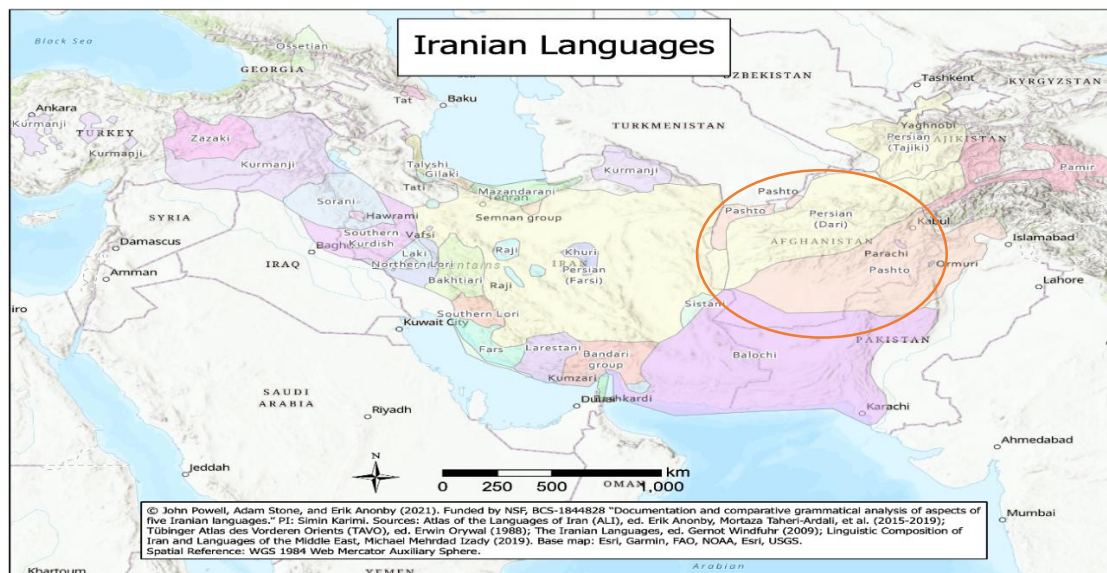 Iranian Languages
Black Sea
Ossetian
GEORGIA
UZBEKISTAN
Tashkent
KYRGYZSTAN
Ankara
Kurmanji
TURKEY
Kurmanji
Zazaki
Kurmanji
Tat
Baku
TURKMENISTAN
Yaghnobi
Persian
(Tajiki)
TAJIKISTAN
Pamir
Talyshi
Gilaki
Tati
Mazandarani
Tehran
Semnan group
Kurmanji
Pashto
Pashto
Persian
(Dari)
AFGHANISTAN
Kabul
Parachi
Pashto
Ormuri
Islamabad
Lahore
SYRIA
Damascus
Amman
IRAQ
Sorani
Hawrami
Southern
Kurdish
Vafsi
Laki
Northern Lori
Bakhtiari
Raji
Raji
Khuri
IRAN
Persian
(Farsi)
Sistani
Southern Lori
Kuwait City
Fars
Larestani
Bandari
group
Kumzari
Balochi
PAKISTAN
Karachi
SAUDI
ARABIA
Riyadh
Jeddah
OMAN
Ahmedabad
Mumbai
N
km
0 250 500 1,000
© John Powell, Adam Stone, and Erik Anonby (2021). Funded by NSF, BCS-1844828 “Documentation and comparative grammatical analysis of aspects of
five Iranian languages.” PI: Simin Karimi. Sources: Atlas of the Languages of Iran (ALI), ed. Erik Anonby, Mortaza Taheri-Ardali, et al. (2015-2019);
Tübinger Atlas des Vorderen Orients (TAVO), ed. Erwin Orywal (1988); The Iranian Languages, ed. Gernot Windfuhr (2009); Linguistic Composition of
Iran and Languages of the Middle East, Michael Mehrdad Izady (2019). Base map: Esri, Garmin, FAO, NOAA, Esri, USGS.
Spatial Reference: WGS 1984 Web Mercator Auxiliary Sphere.
Khartoum
YEMEN
Arabian